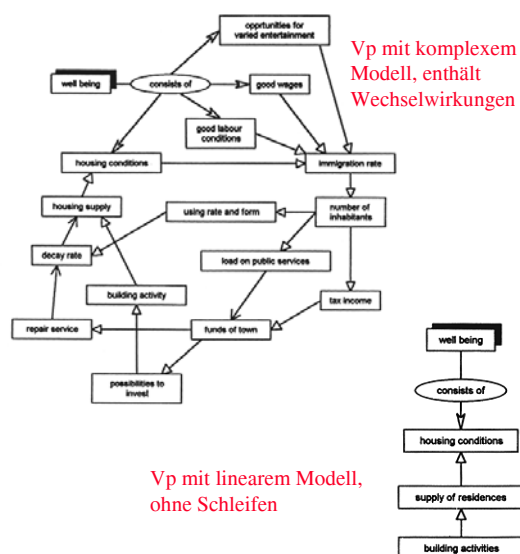 opprtunities for
varied entertainment
Vp mit komplexem
Modell, enthält
Wechselwirkungen
well being
consists of
good wages
good labour
conditions
housing conditions
immigration rate
housing supply
using rate and form
number of
inhabitants
decay rate
load on public services
building activity
tax income
repair service
funds of town
possibilities to
invest
well being
consists of
housing conditions
Vp mit linearem Modell,
ohne Schleifen
supply of residences
building activities